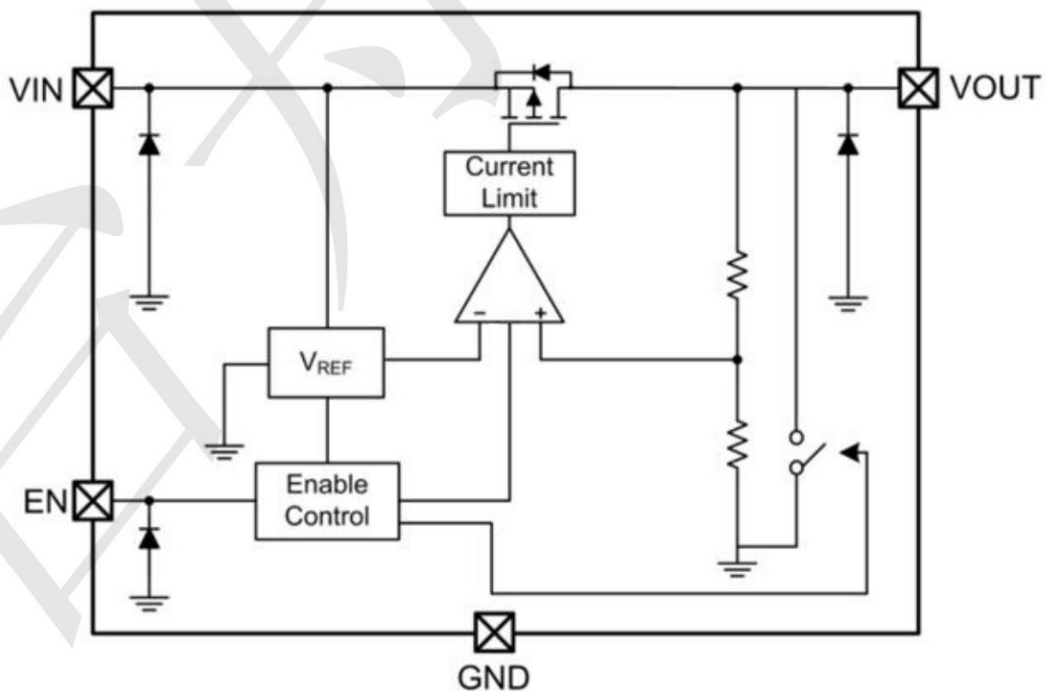 VIN
VOUT
Current
Limit
- +
VREF
EN
Enable
Control
GND